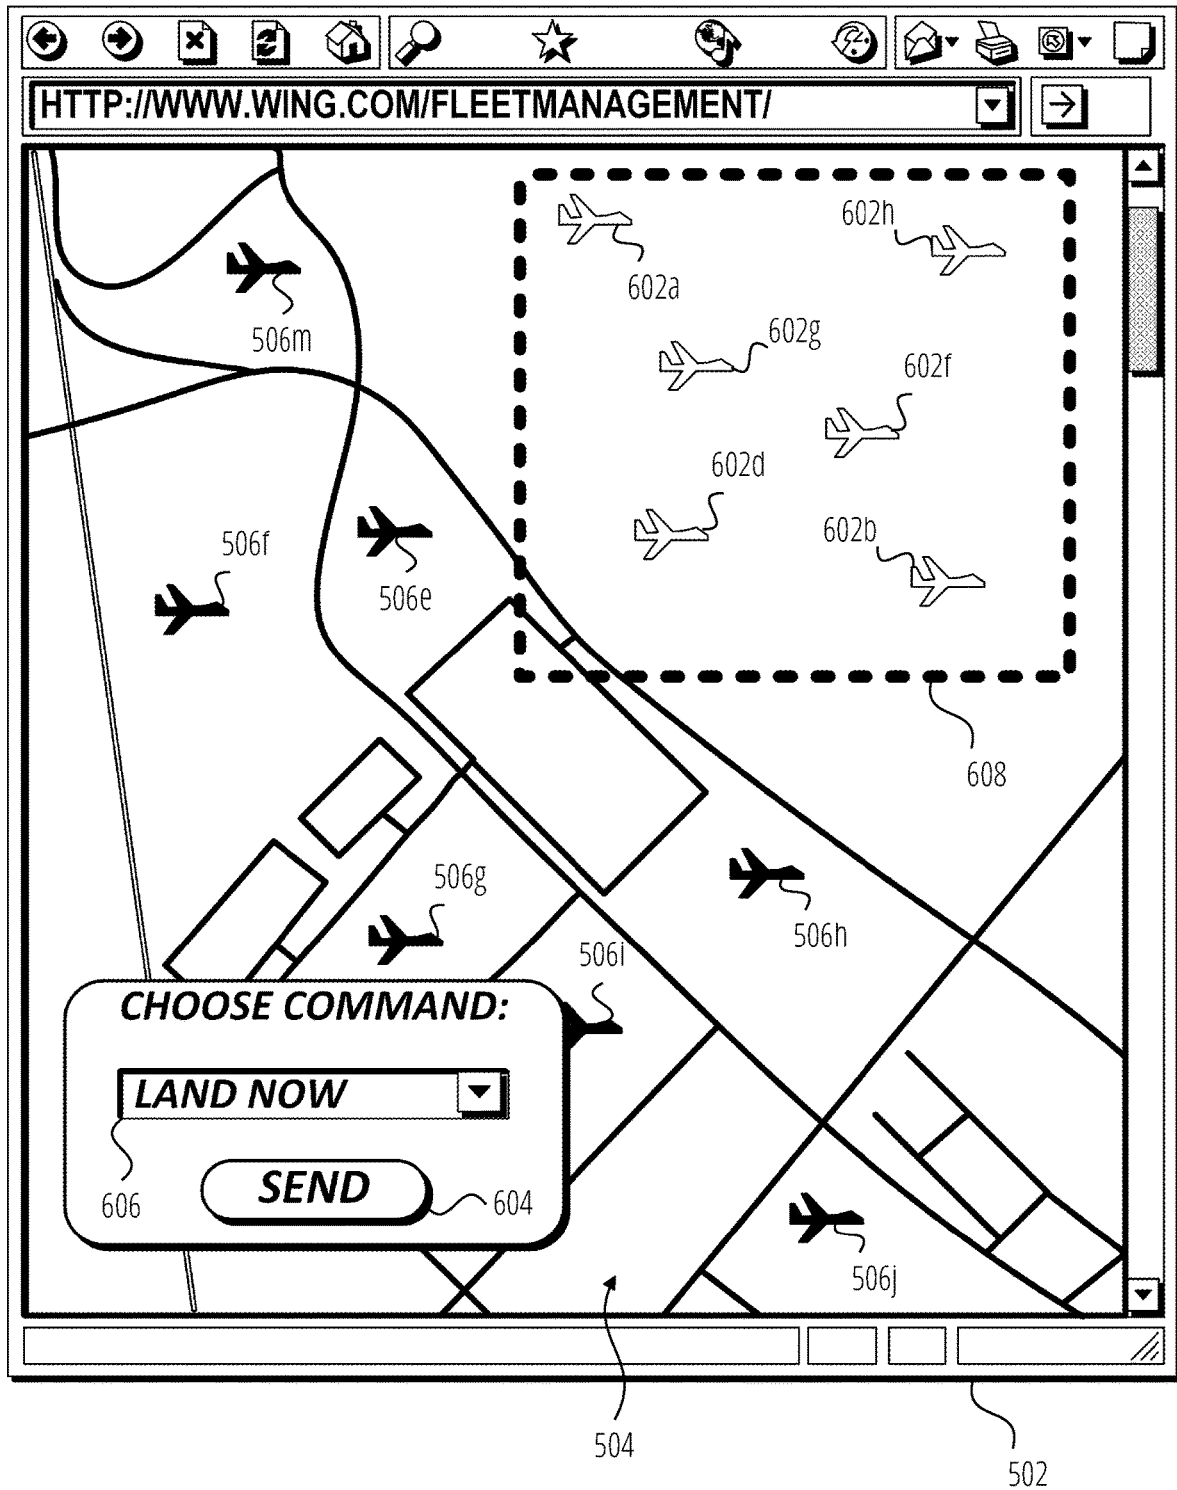 HTTP://WWW.WING.COM/FLEETMANAGEMENT/
602h
602a
506m
602g
602f
602d
602b
506f
506e
608
506g
506h
506i
CHOOSE COMMAND:
LAND NOW
606
SEND
604
506j
504
502